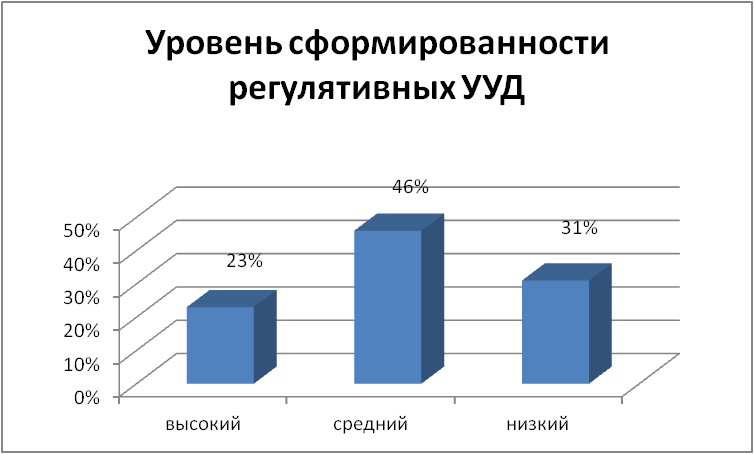 Уровень сформированности
регулятивных УУД
46%
31%
23%
50%
40%
30%
20%
10%
0%
высокий
средний
низкий